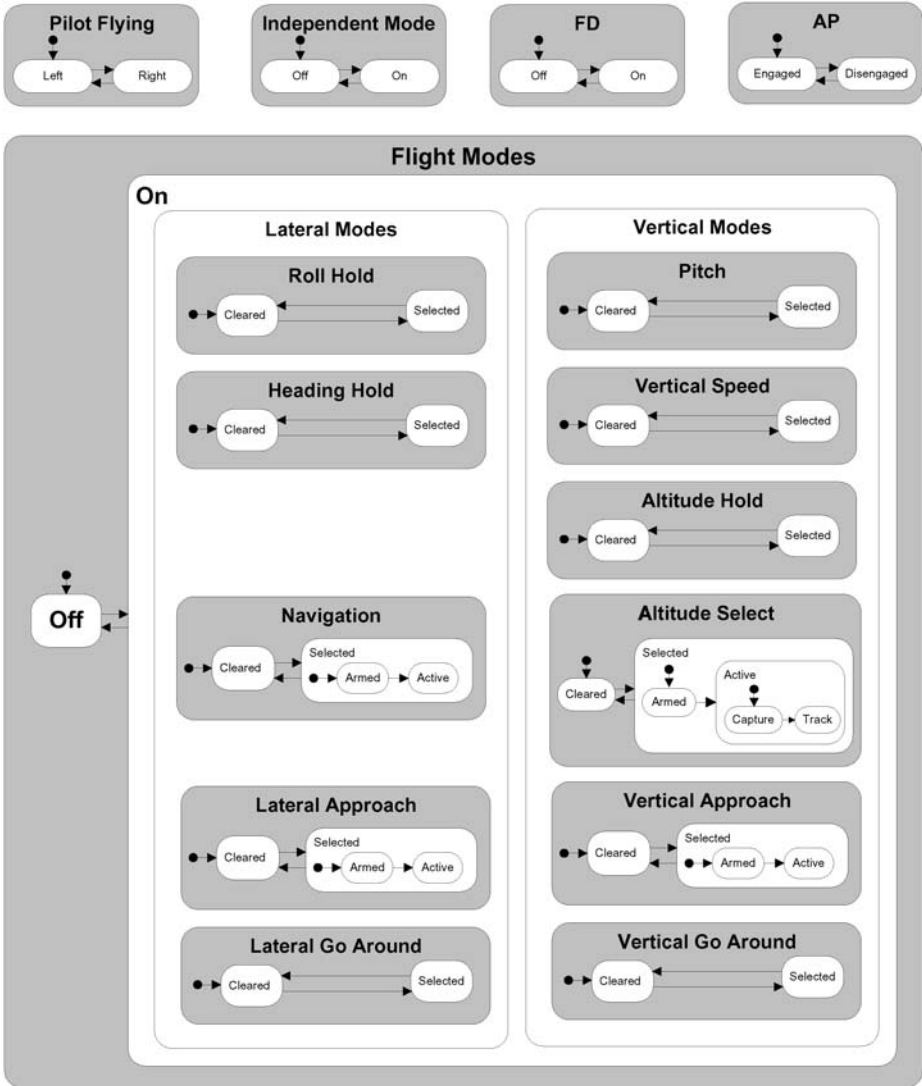 Pilot Flying
Left
Right
Independent Mode
Off
On
FD
Off
On
AP
Engaged
Disengaged
Flight Modes
Off
On
Lateral Modes
Roll Hold
Cleared
Selected
Heading Hold
Cleared
Selected
Navigation
Cleared
Selected
Armed
Active
Lateral Approach
Cleared
Selected
Armed
Active
Lateral Go Around
Cleared
Selected
Vertical Modes
Pitch
Cleared
Selected
Vertical Speed
Cleared
Selected
Altitude Hold
Cleared
Selected
Altitude Select
Cleared
Selected
Armed
Active
Capture
Track
Vertical Approach
Cleared
Selected
Armed
Active
Vertical Go Around
Cleared
Selected